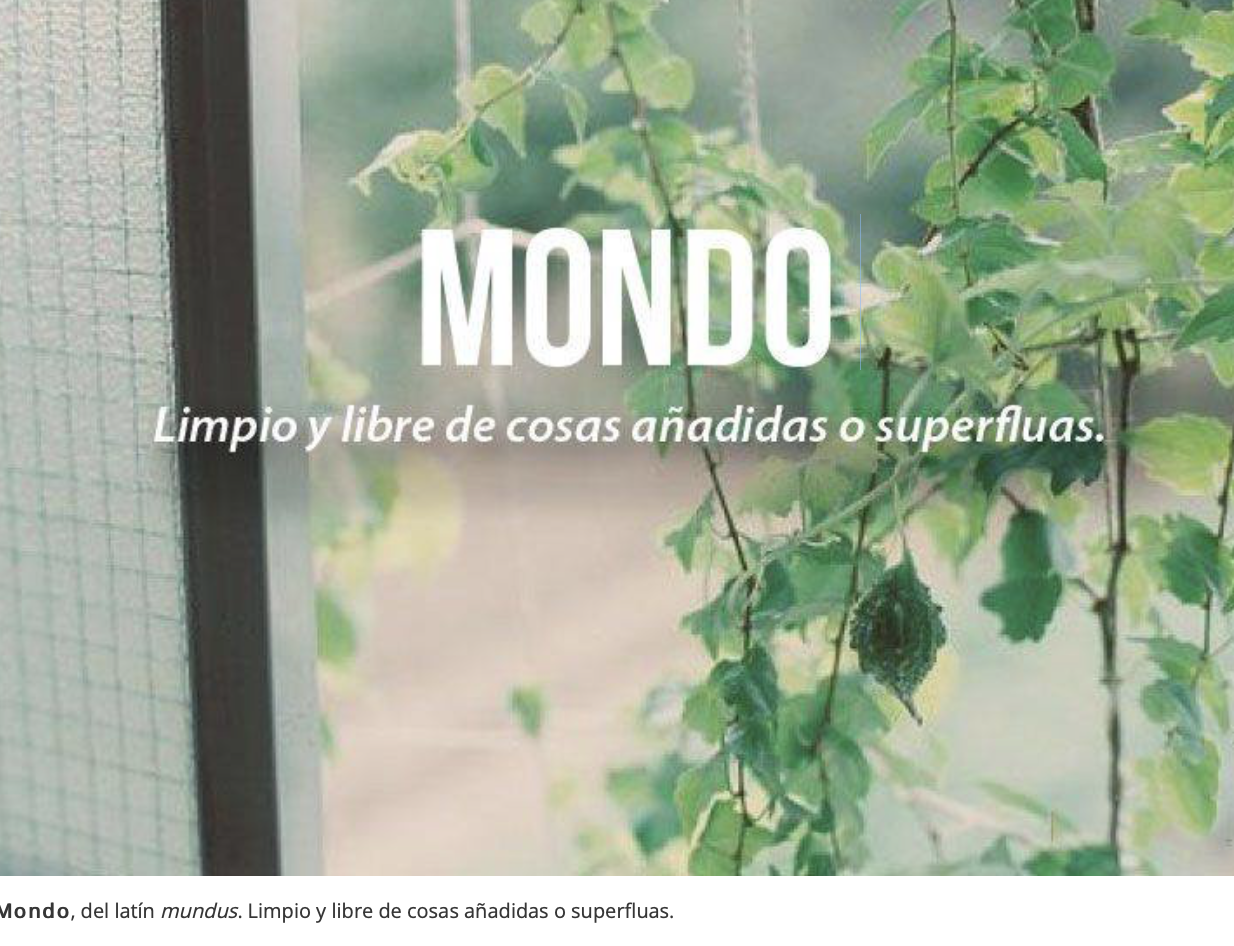 MONDO
Limpio y libre de cosas añadidas o superfluas.
Mondo, del latín mundus. Limpio y libre de cosas añadidas o superfluas.